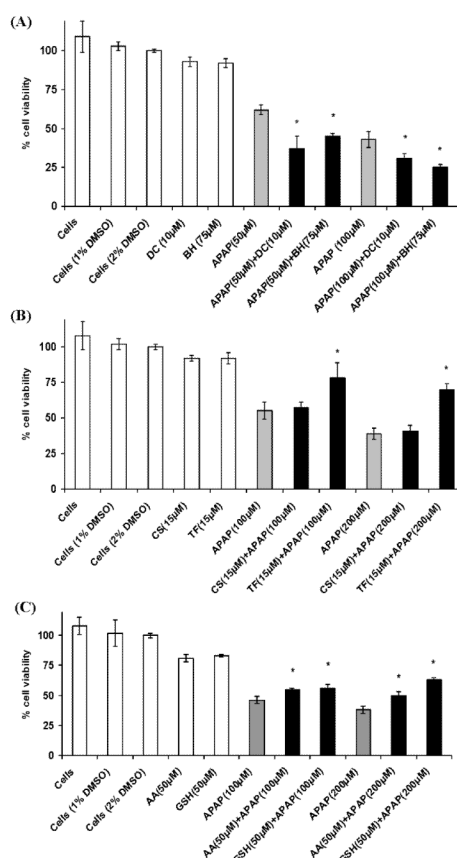 (A)
% cell viability
100
75
50
25
0
*
*
*
*
Cells
Cells (1% DMSO)
Cells (2% DMSO)
DC (10µM)
BH (75µM)
APAP(50µM)
APAP(50µM)+DC(10µM)
APAP(50µM)+BH(75µM)
APAP (100µM)
APAP(100µM)+DC(10µM)
APAP(100µM)+BH(75µM)
(B)
% cell viability
100
75
50
25
0
*
*
Cells
Cells (1% DMSO)
Cells (2% DMSO)
CS(15µM)
TF(15µM)
APAP(100µM)
CS(15µM)+APAP(100µM)
TF(15µM)+APAP(100µM)
APAP(200µM)
CS(15µM)+APAP(200µM)
TF(15µM)+APAP(200µM)
(C)
% cell viability
100
75
50
25
0
*
*
*
*
Cells
Cells (1% DMSO)
Cells (2% DMSO)
AA(50µM)
GSH(50µM)
APAP(100µM)
AA(50µM)+APAP(100µM)
GSH(50µM)+APAP(100µM)
APAP(200µM)
AA(50µM)+APAP(200µM)
GSH(50µM)+APAP(200µM)